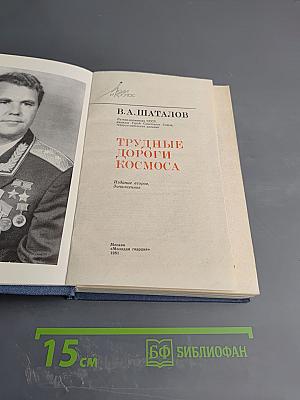 В.А.ШАТАЛОВ
ТРУДНЫЕ
ДОРОГИ
КОСМОСА
Издание второе,
дополненное
Москва
«Молодая гвардия»
1981
15 см
БФ БИБЛИОФАН